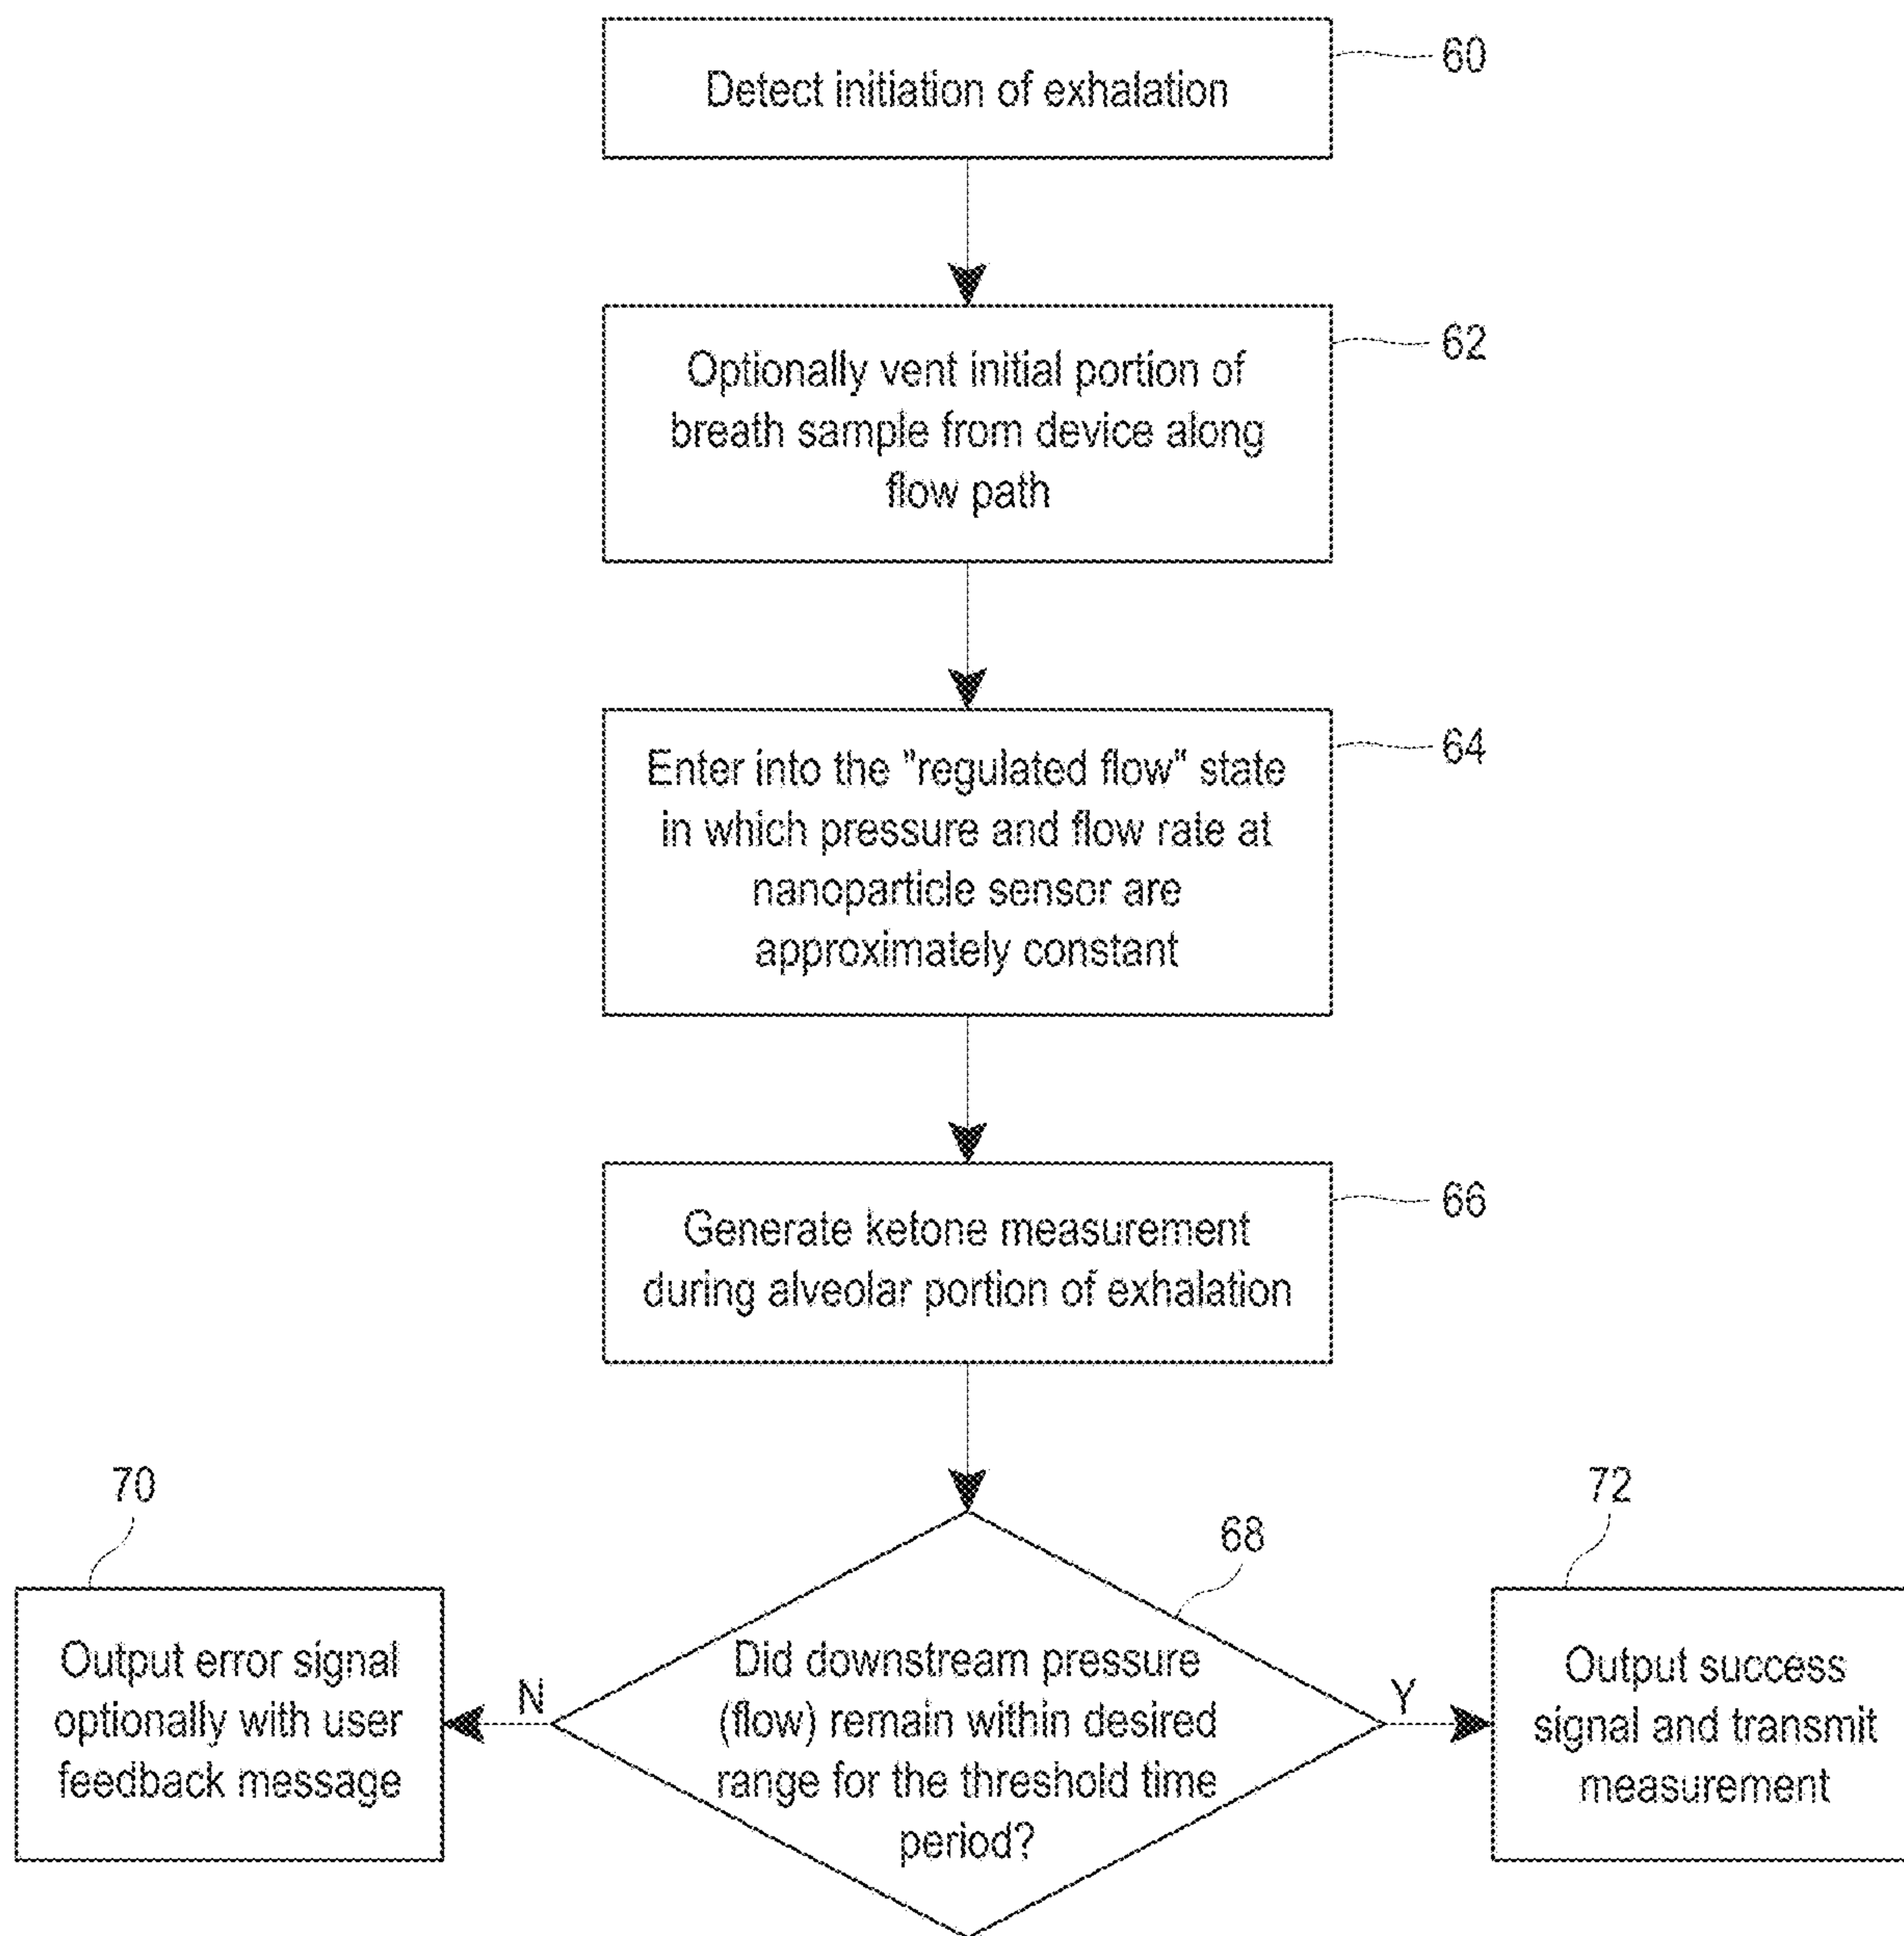 Detect initiation of exhalation
60
Optionally vent initial portion of
breath sample from device along
flow path
62
Enter into the "regulated flow" state
in which pressure and flow rate at
nanoparticle sensor are
approximately constant
64
Generate ketone measurement
during alveolar portion of exhalation
66
70
Output error signal
optionally with user
feedback message
N
68
Did downstream pressure
(flow) remain within desired
range for the threshold time
period?
Y
72
Output success
signal and transmit
measurement